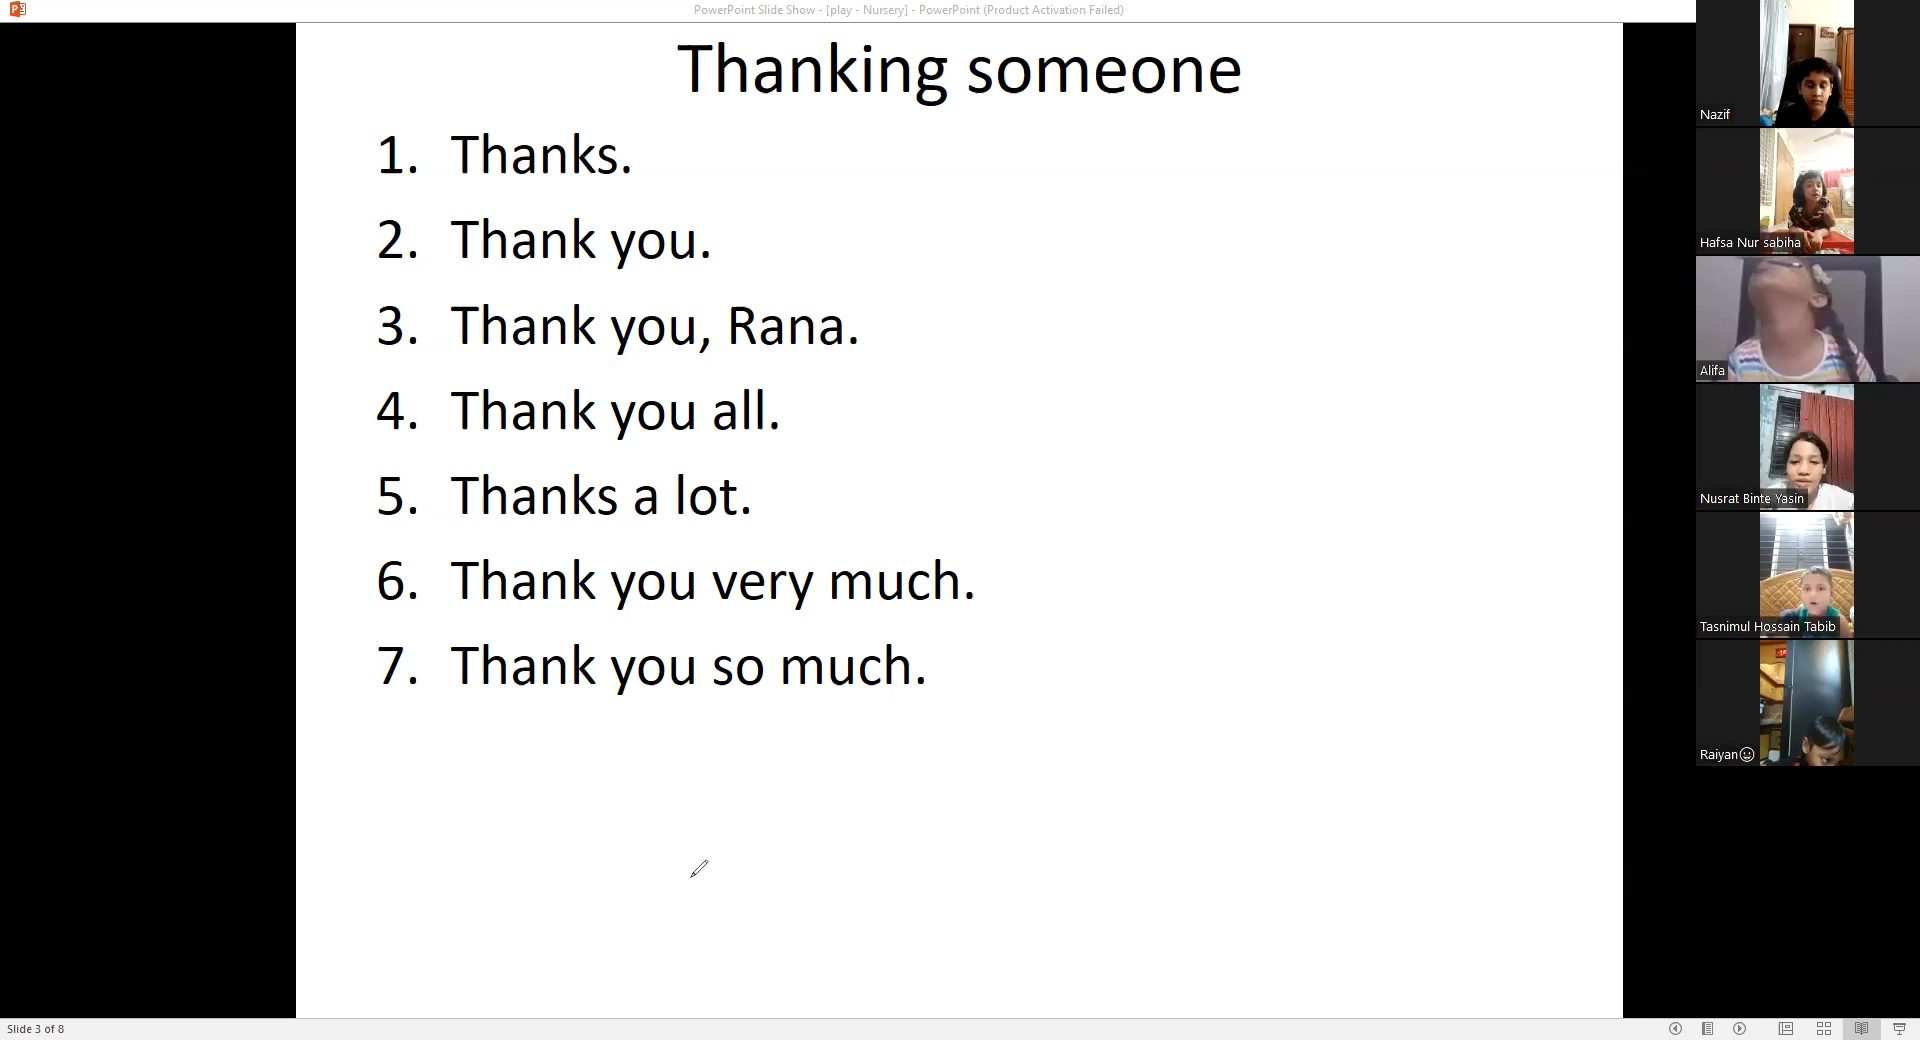 PowerPoint Slide Show - [play - Nursery] - PowerPoint (Product Activation Failed)
Thanking someone
1. Thanks.
2. Thank you.
3. Thank you, Rana.
4. Thank you all.
5. Thanks a lot.
6. Thank you very much.
7. Thank you so much.
Nazif
Hafsa Nur sabiha
Alifa
Nusrat Binte Yasin
Tasnimul Hossain Tabib
Raiyan☺
Slide 3 of 8